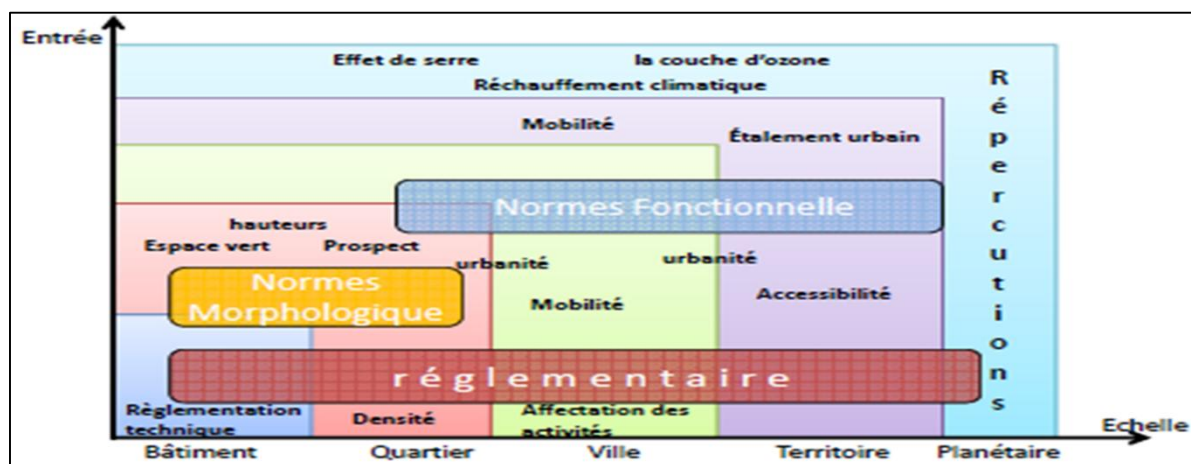 Entrée
Effet de serre
la couche d'ozone
Réchauffement climatique
Mobilité
Étalement urbain
Répercutions
Normes Fonctionnelle
hauteurs
Espace vert
Prospect
urbanité
urbanité
Normes
Morphologique
Mobilité
Accessibilité
réglementaire
Règlementation
technique
Densité
Affectation des
activités
Echelle
Bâtiment
Quartier
Ville
Territoire
Planétaire